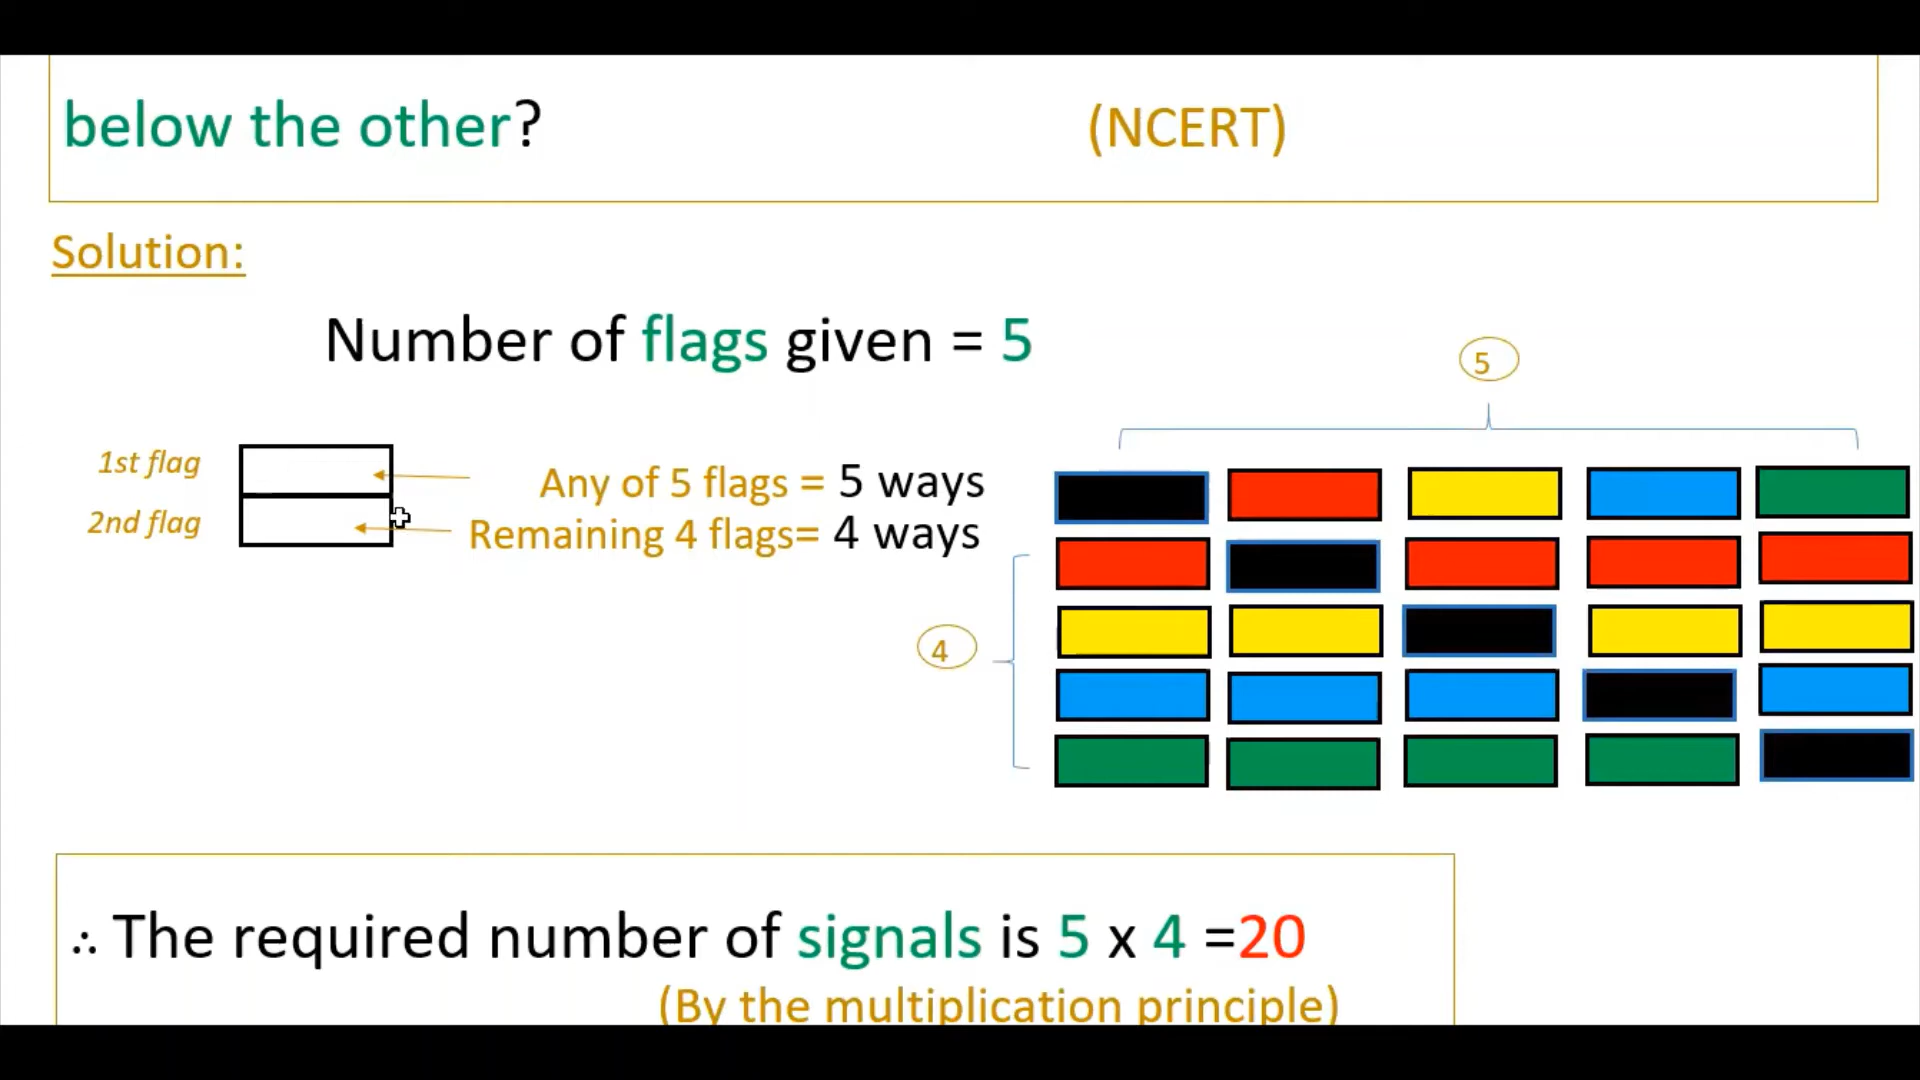 below the other? (NCERT)
Solution:
Number of flags given = 5
5
1st flag
Any of 5 flags = 5 ways
2nd flag
Remaining 4 flags= 4 ways
4
∴ The required number of signals is 5 x 4 =20
(By the multiplication principle)